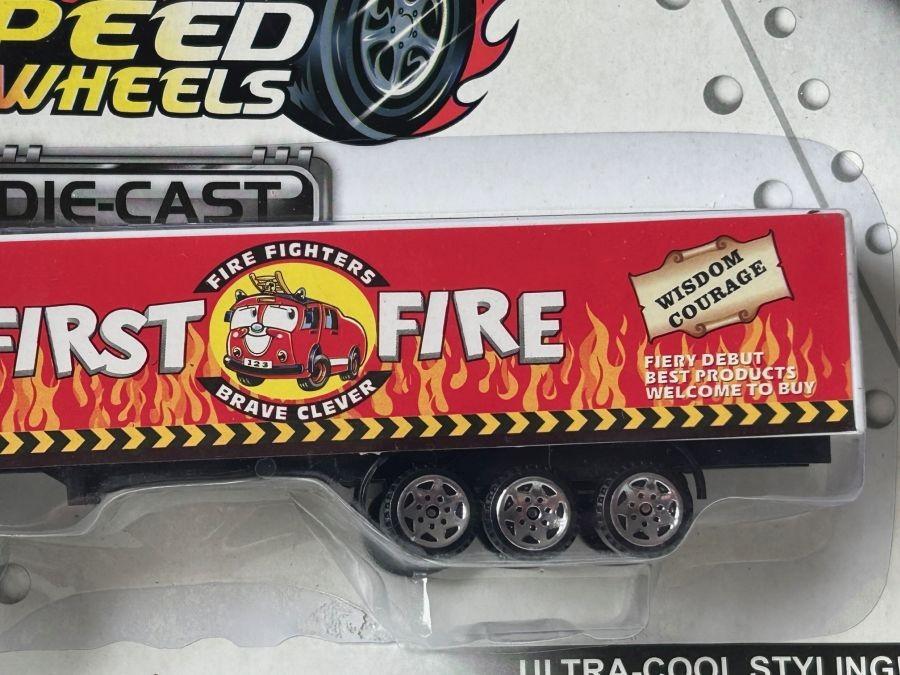 PEED
WHEELS
DIE-CAST
FIRE FIGHTERS
FIRST FIRE
123
BRAVE CLEVER
WISDOM
COURAGE
FIERY DEBUT
BEST PRODUCTS
WELCOME TO BUY
ULTRA-COOL STYLING